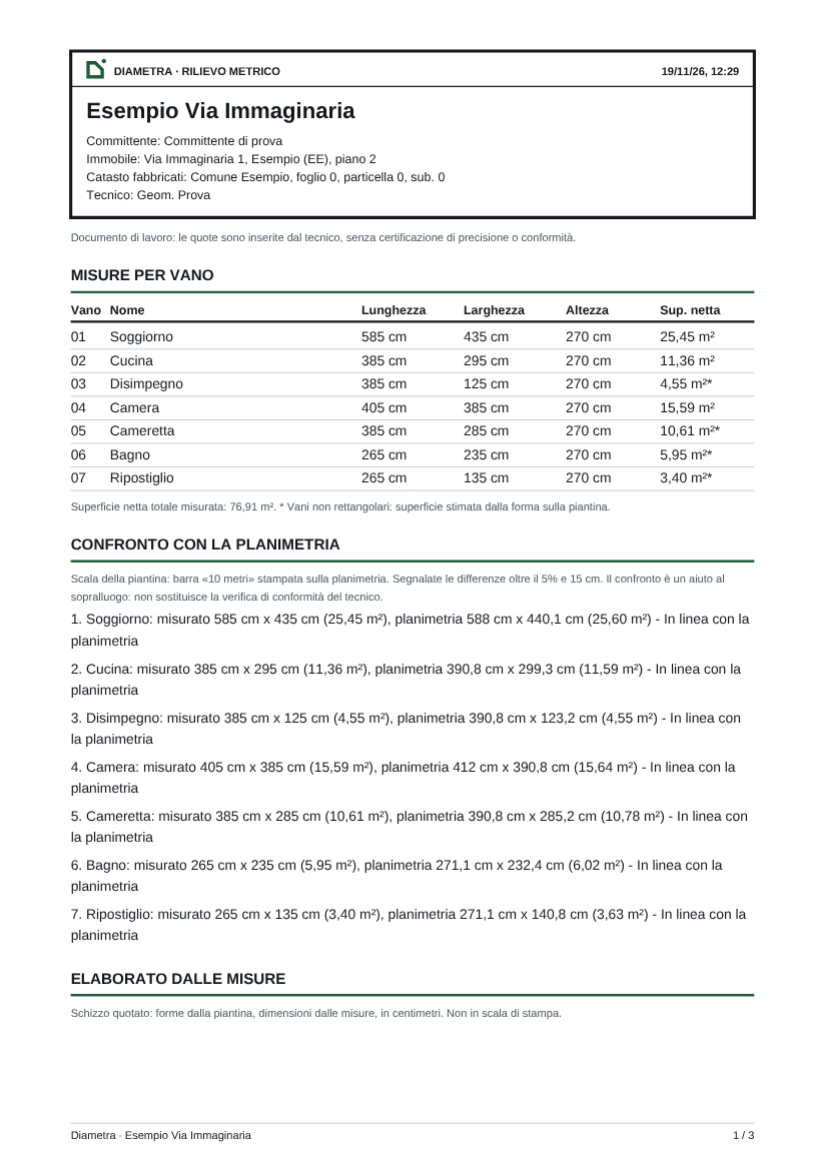 DIAMETRA · RILIEVO METRICO 19/11/26, 12:29
Esempio Via Immaginaria
Committente: Committente di prova
Immobile: Via Immaginaria 1, Esempio (EE), piano 2
Catasto fabbricati: Comune Esempio, foglio 0, particella 0, sub. 0
Tecnico: Geom. Prova
Documento di lavoro: le quote sono inserite dal tecnico, senza certificazione di precisione o conformità.
MISURE PER VANO
Vano Nome Lunghezza Larghezza Altezza Sup. netta
01 Soggiorno 585 cm 435 cm 270 cm 25,45 m²
02 Cucina 385 cm 295 cm 270 cm 11,36 m²
03 Disimpegno 385 cm 125 cm 270 cm 4,55 m²*
04 Camera 405 cm 385 cm 270 cm 15,59 m²
05 Cameretta 385 cm 285 cm 270 cm 10,61 m²*
06 Bagno 265 cm 235 cm 270 cm 5,95 m²*
07 Ripostiglio 265 cm 135 cm 270 cm 3,40 m²*
Superficie netta totale misurata: 76,91 m². * Vani non rettangolari: superficie stimata dalla forma sulla piantina.
CONFRONTO CON LA PLANIMETRIA
Scala della piantina: barra «10 metri» stampata sulla planimetria. Segnalate le differenze oltre il 5% e 15 cm. Il confronto è un aiuto al
sopralluogo: non sostituisce la verifica di conformità del tecnico.
1. Soggiorno: misurato 585 cm x 435 cm (25,45 m²), planimetria 588 cm x 440,1 cm (25,60 m²) - In linea con la
planimetria
2. Cucina: misurato 385 cm x 295 cm (11,36 m²), planimetria 390,8 cm x 299,3 cm (11,59 m²) - In linea con la
planimetria
3. Disimpegno: misurato 385 cm x 125 cm (4,55 m²), planimetria 390,8 cm x 123,2 cm (4,55 m²) - In linea con
la planimetria
4. Camera: misurato 405 cm x 385 cm (15,59 m²), planimetria 412 cm x 390,8 cm (15,64 m²) - In linea con la
planimetria
5. Cameretta: misurato 385 cm x 285 cm (10,61 m²), planimetria 390,8 cm x 285,2 cm (10,78 m²) - In linea con
la planimetria
6. Bagno: misurato 265 cm x 235 cm (5,95 m²), planimetria 271,1 cm x 232,4 cm (6,02 m²) - In linea con la
planimetria
7. Ripostiglio: misurato 265 cm x 135 cm (3,40 m²), planimetria 271,1 cm x 140,8 cm (3,63 m²) - In linea con la
planimetria
ELABORATO DALLE MISURE
Schizzo quotato: forme dalla piantina, dimensioni dalle misure, in centimetri. Non in scala di stampa.
Diametra · Esempio Via Immaginaria 1 / 3